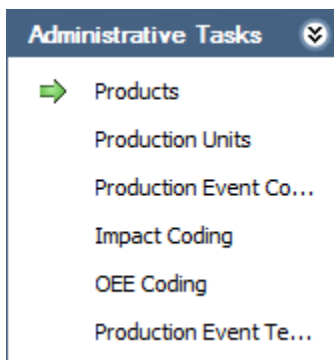 Administrative Tasks
Products
Production Units
Production Event Co...
Impact Coding
OEE Coding
Production Event Te...